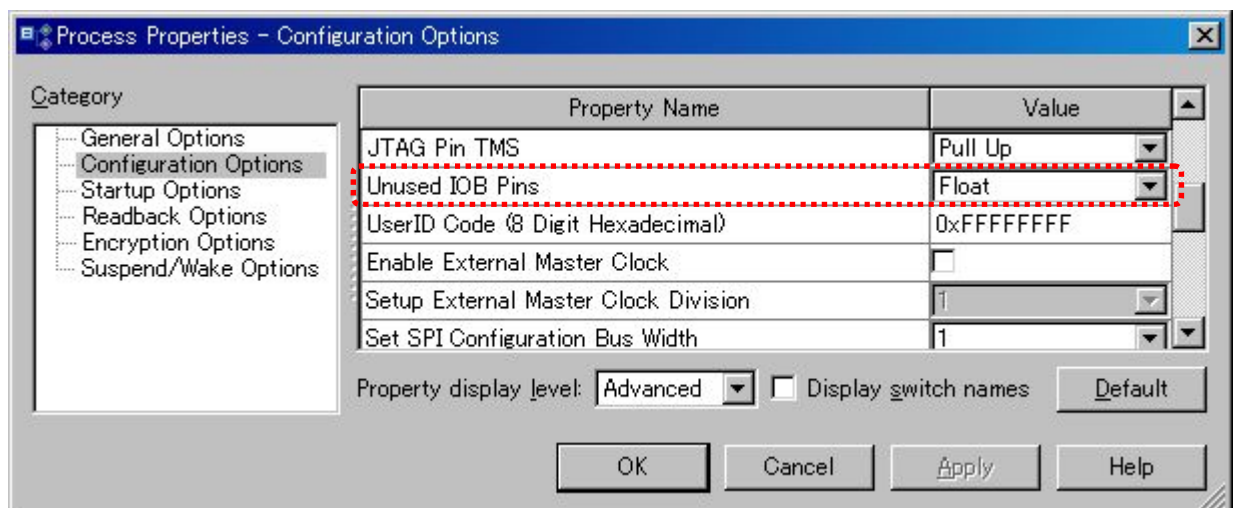 Process Properties - Configuration Options
Category
General Options
Configuration Options
Startup Options
Readback Options
Encryption Options
Suspend/Wake Options
Property Name Value
JTAG Pin TMS Pull Up
Unused IOB Pins Float
UserID Code (8 Digit Hexadecimal) 0xFFFFFFFF
Enable External Master Clock
Setup External Master Clock Division 1
Set SPI Configuration Bus Width 1
Property display level: Advanced Display switch names Default
OK Cancel Apply Help